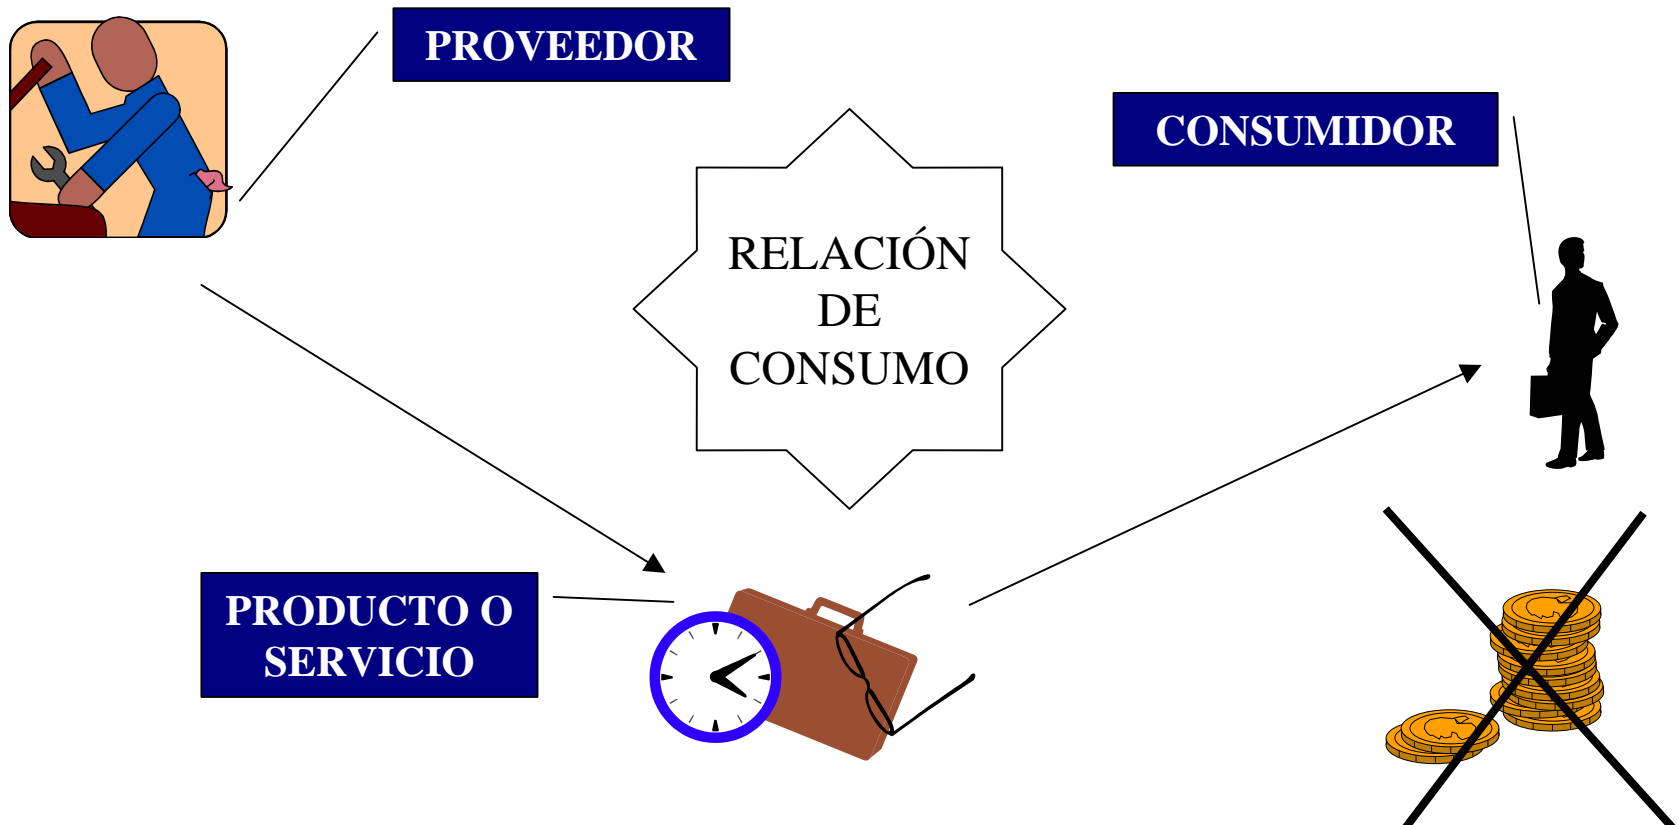 PROVEEDOR
CONSUMIDOR
RELACIÓN
DE
CONSUMO
PRODUCTO O
SERVICIO